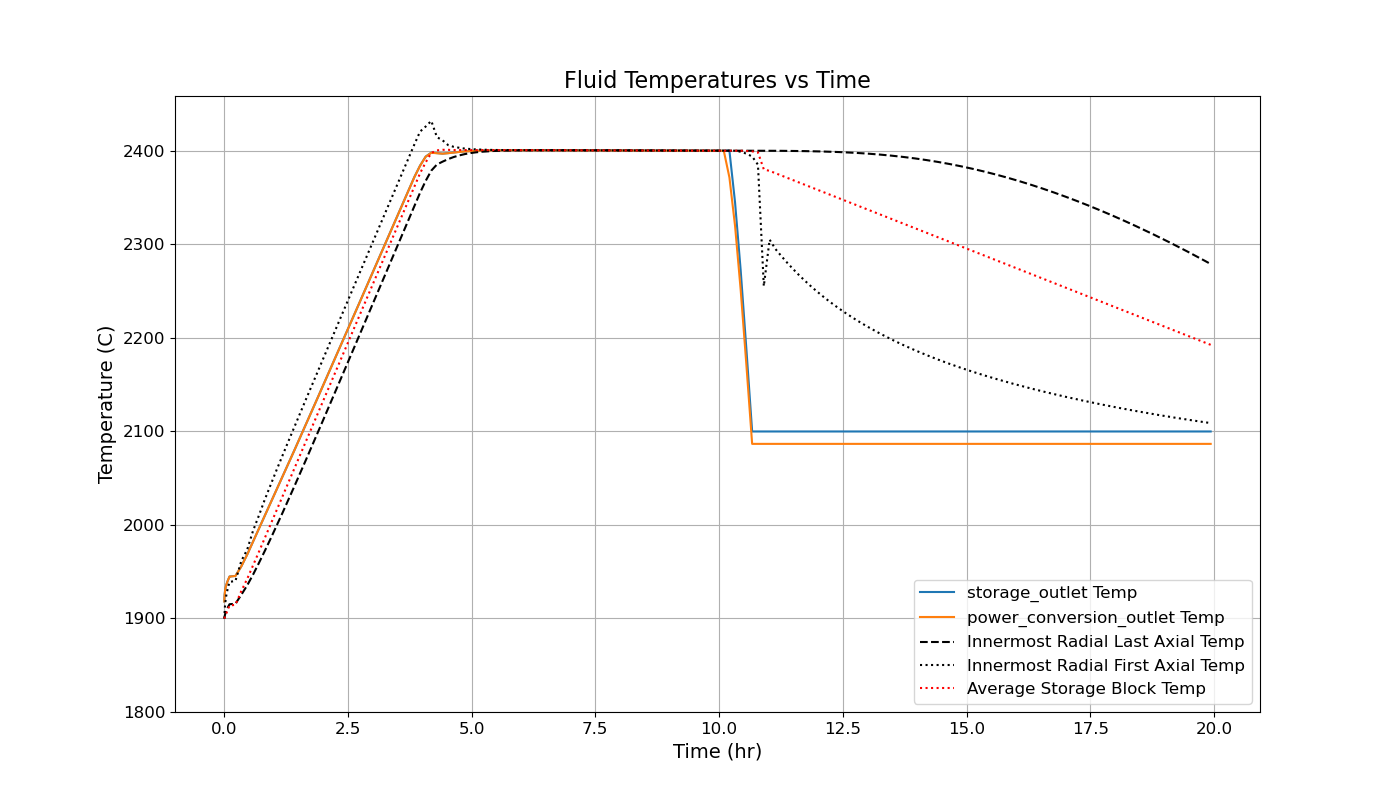 Fluid Temperatures vs Time
Temperature (C)
2400
2300
2200
2100
2000
1900
1800
0.0 2.5 5.0 7.5 10.0 12.5 15.0 17.5 20.0
Time (hr)
storage_outlet Temp
power_conversion_outlet Temp
Innermost Radial Last Axial Temp
Innermost Radial First Axial Temp
Average Storage Block Temp